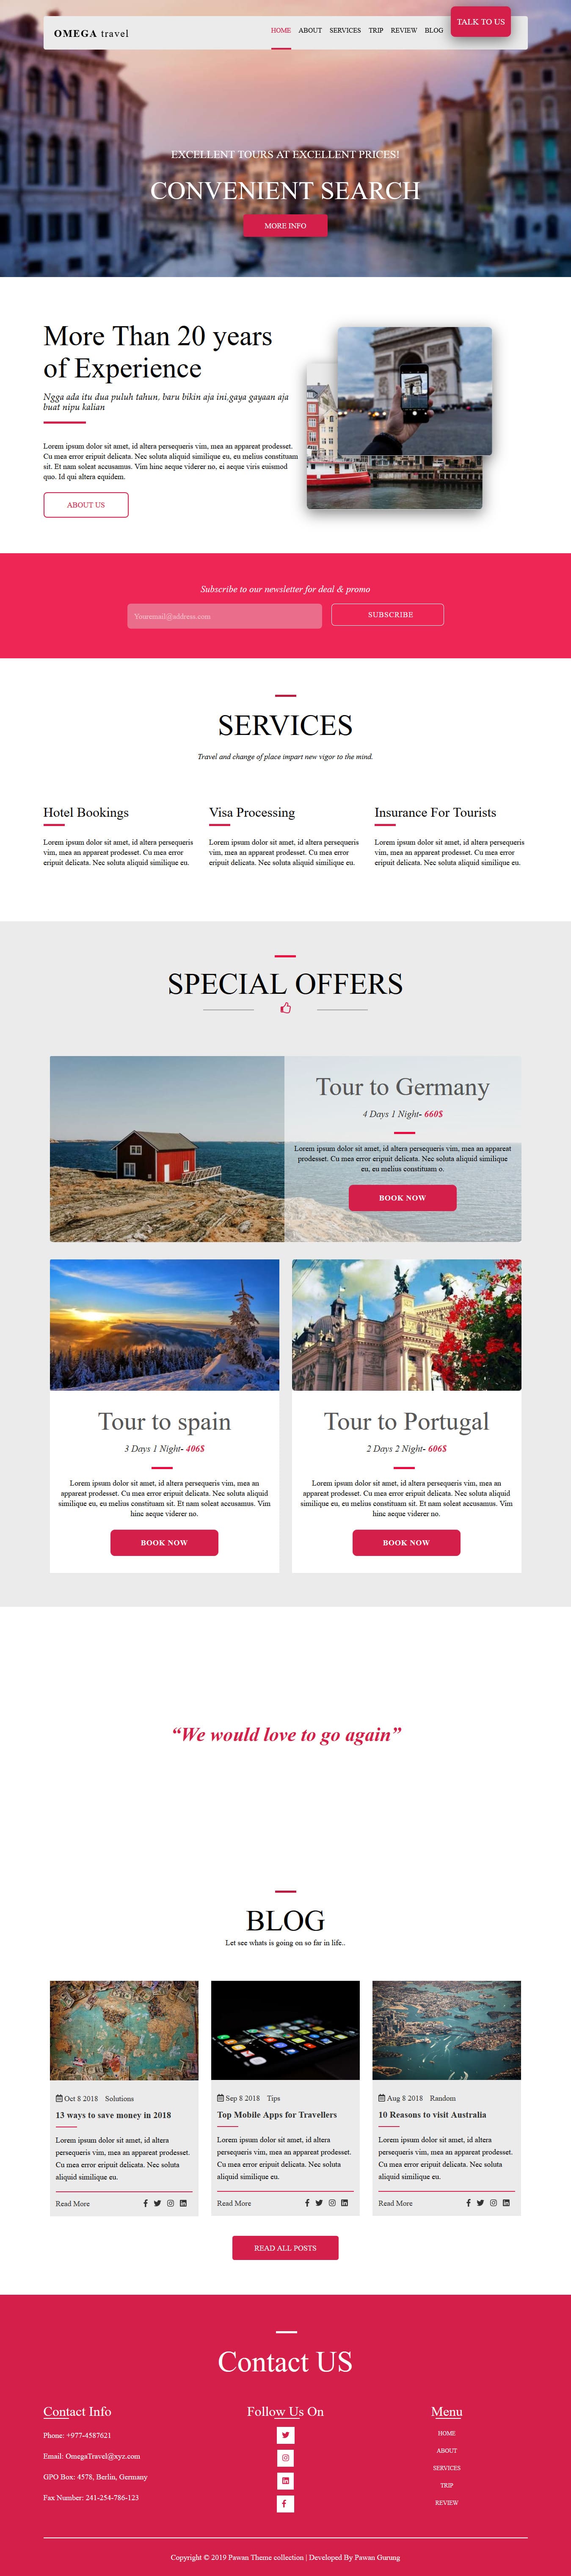 OMEGA travel
HOME ABOUT SERVICES TRIP REVIEW BLOG TALK TO US
EXCELLENT TOURS AT EXCELLENT PRICES!
CONVENIENT SEARCH
MORE INFO
More Than 20 years
of Experience
Ngga ada itu dua puluh tahun, baru bikin aja ini,gaya gayaan aja
buat nipu kalian
Lorem ipsum dolor sit amet, id altera persequeris vim, mea an appareat prodesset.
Cu mea error eripuit delicata. Nec soluta aliquid similique eu, eu melius constituam
sit. Et nam soleat accusamus. Vim hinc aeque viderer no, ei aeque viris euismod
quo. Id qui altera equidem.
ABOUT US
Subscribe to our newsletter for deal & promo
Youremail@address.com
SUBSCRIBE
SERVICES
Travel and change of place impart new vigor to the mind.
Hotel Bookings
Lorem ipsum dolor sit amet, id altera persequeris
vim, mea an appareat prodesset. Cu mea error
eripuit delicata. Nec soluta aliquid similique eu.
Visa Processing
Lorem ipsum dolor sit amet, id altera persequeris
vim, mea an appareat prodesset. Cu mea error
eripuit delicata. Nec soluta aliquid similique eu.
Insurance For Tourists
Lorem ipsum dolor sit amet, id altera persequeris
vim, mea an appareat prodesset. Cu mea error
eripuit delicata. Nec soluta aliquid similique eu.
SPECIAL OFFERS
Tour to Germany
4 Days 1 Night- 660$
Lorem ipsum dolor sit amet, id altera persequeris vim, mea an appareat
prodesset. Cu mea error eripuit delicata. Nec soluta aliquid similique
eu, eu melius constituam o.
BOOK NOW
Tour to spain
3 Days 1 Night- 406$
Lorem ipsum dolor sit amet, id altera persequeris vim, mea an
appareat prodesset. Cu mea error eripuit delicata. Nec soluta aliquid
similique eu, eu melius constituam sit. Et nam soleat accusamus. Vim
hinc aeque viderer no.
BOOK NOW
Tour to Portugal
2 Days 2 Night- 606$
Lorem ipsum dolor sit amet, id altera persequeris vim, mea an
appareat prodesset. Cu mea error eripuit delicata. Nec soluta aliquid
similique eu, eu melius constituam sit. Et nam soleat accusamus. Vim
hinc aeque viderer no.
BOOK NOW
“We would love to go again”
BLOG
Let see whats is going on so far in life..
Oct 8 2018 Solutions
13 ways to save money in 2018
Lorem ipsum dolor sit amet, id altera
persequeris vim, mea an appareat prodesset.
Cu mea error eripuit delicata. Nec soluta
aliquid similique eu.
Read More
Sep 8 2018 Tips
Top Mobile Apps for Travellers
Lorem ipsum dolor sit amet, id altera
persequeris vim, mea an appareat prodesset.
Cu mea error eripuit delicata. Nec soluta
aliquid similique eu.
Read More
Aug 8 2018 Random
10 Reasons to visit Australia
Lorem ipsum dolor sit amet, id altera
persequeris vim, mea an appareat prodesset.
Cu mea error eripuit delicata. Nec soluta
aliquid similique eu.
Read More
READ ALL POSTS
Contact US
Contact Info
Phone: +977-4587621
Email: OmegaTravel@xyz.com
GPO Box: 4578, Berlin, Germany
Fax Number: 241-254-786-123
Follow Us On
Menu
HOME
ABOUT
SERVICES
TRIP
REVIEW
Copyright © 2019 Pawan Theme collection | Developed By Pawan Gurung